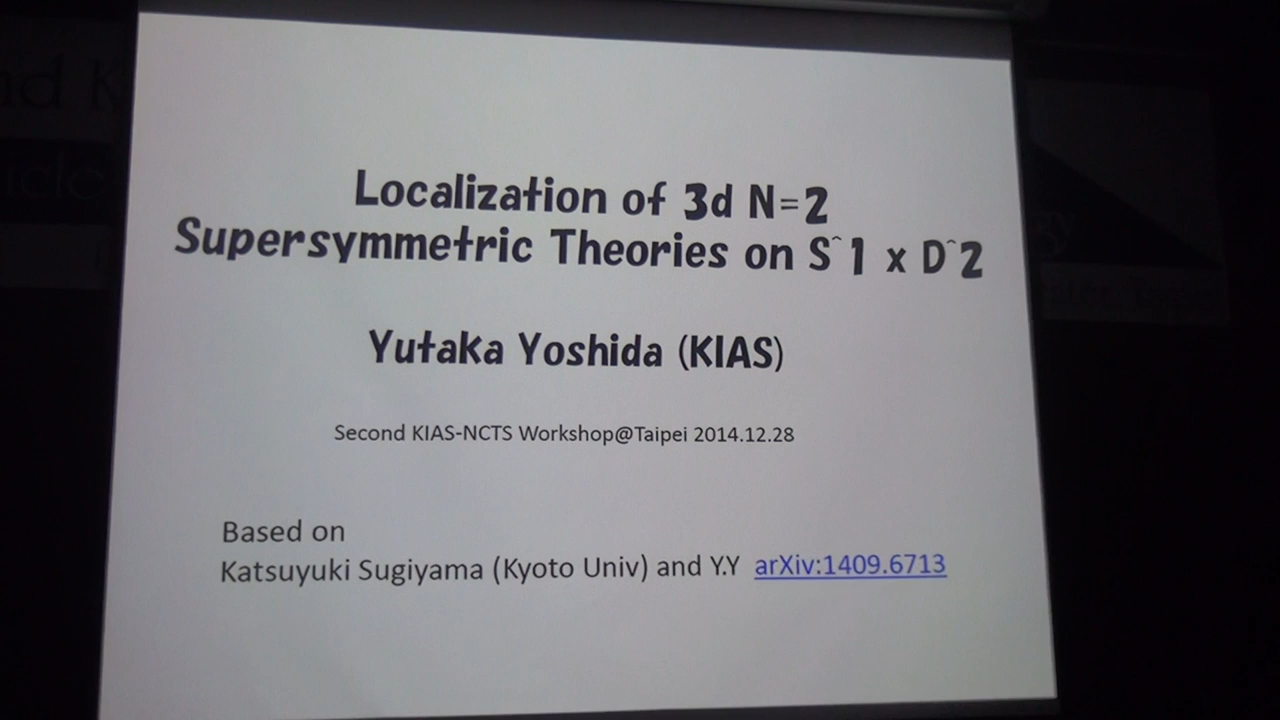 Localization of 3d N=2
Supersymmetric Theories on S^1 x D^2
Yutaka Yoshida (KIAS)
Second KIAS-NCTS Workshop@Taipei 2014.12.28
Based on
Katsuyuki Sugiyama (Kyoto Univ) and Y.Y arXiv:1409.6713